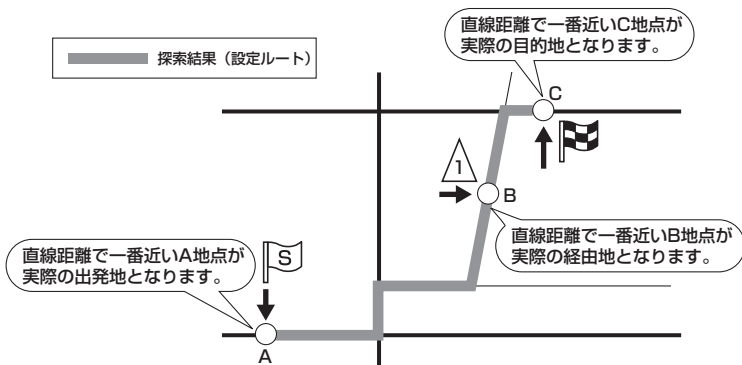 直線距離で一番近いC地点が
実際の目的地となります。
探索結果（設定ルート）
C
1
B
直線距離で一番近いA地点が
実際の出発地となります。
S
直線距離で一番近いB地点が
実際の経由地となります。
A